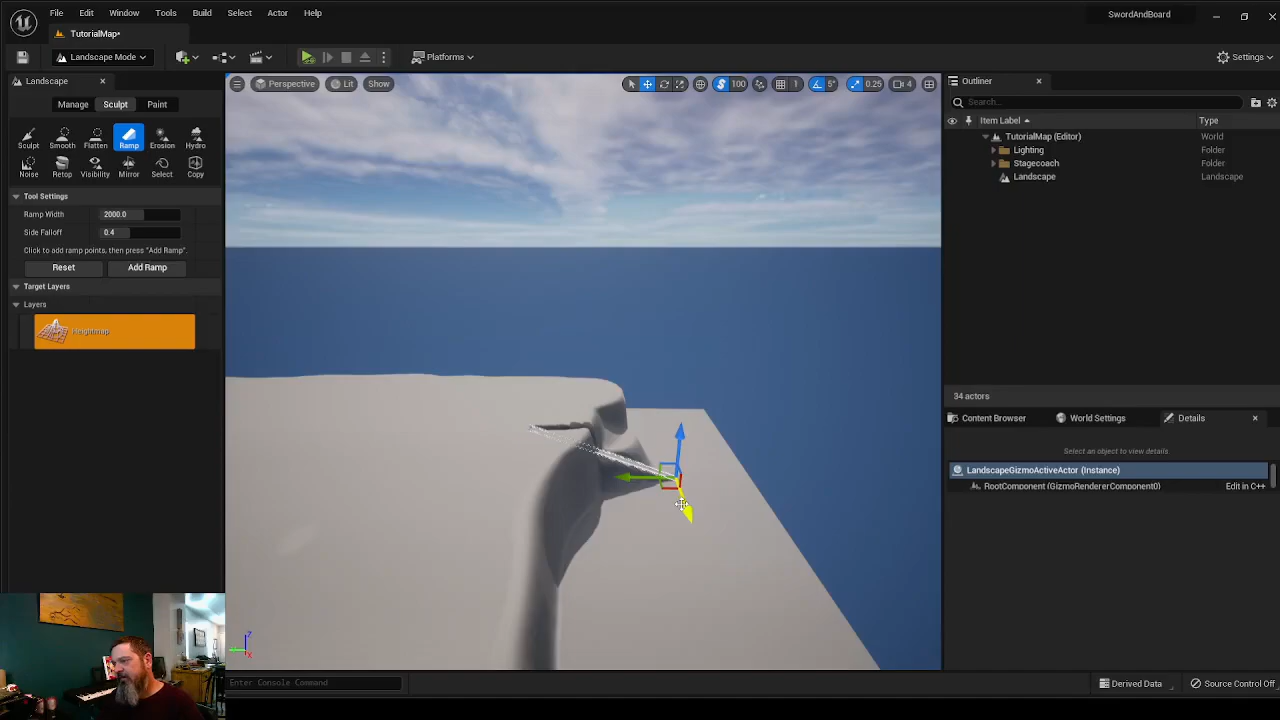 File Edit Window Tools Build Select Actor Help
SwordAndBoard
TutorialMap•
Landscape Mode
Platforms
Settings
Landscape
Perspective Lit Show
100 1 5° 0.25 4
Outliner
Manage Sculpt Paint
Search...
Item Label Type
Sculpt Smooth Flatten Ramp Erosion Hydro
TutorialMap (Editor) World
Lighting Folder
Noise Retop Visibility Mirror Select Copy
Stagecoach Folder
Landscape Landscape
Tool Settings
Ramp Width 2000.0
Side Falloff 0.4
Click to add ramp points, then press "Add Ramp".
Reset Add Ramp
Target Layers
Layers
Heightmap
34 actors
Content Browser World Settings Details
Select an object to view details
LandscapeGizmoActiveActor (Instance)
RootComponent (GizmoRendererComponent0) Edit in C++
Z
Enter Console Command
Derived Data Source Control Off